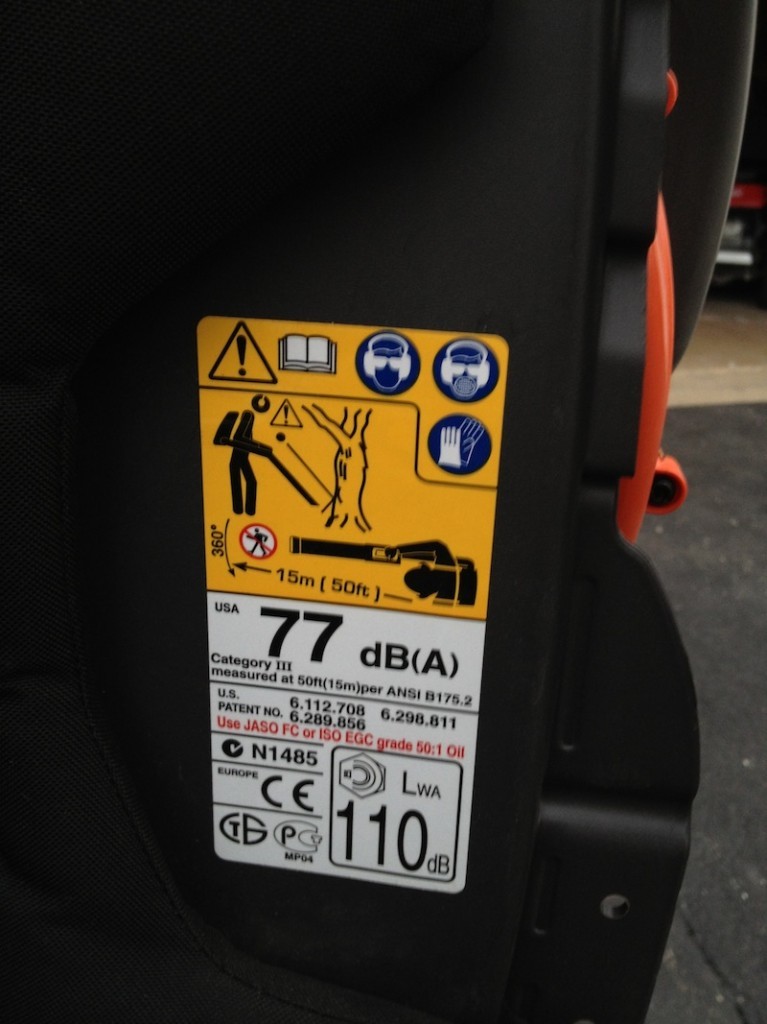 360°
15m ( 50ft )
USA
77 dB(A)
Category III
measured at 50ft(15m)per ANSI B175.2
U.S.
PATENT NO. 6.112.708 6.298.811
6.289.856
Use JASO FC or ISO EGC grade 50:1 Oil
N1485
EUROPE
CE
LWA
110 dB
MP04